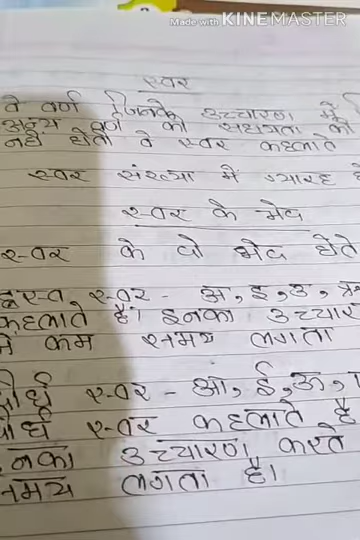 Made with KINEMASTER
स्वर
वे वर्ण जिनके उच्चारण में
अन्य वर्ण की सहायता की
नहीं होती वे स्वर कहलाते
स्वर संख्या में ग्यारह
स्वर के भेद
स्वर के दो भेद होते
ह्रस्व स्वर - अ, इ, उ, ऋ
कहलाते है। इनका उच्चार
में कम समय लगता
दीर्घ स्वर - आ, ई, ऊ,
दीर्घ स्वर कहलाते है
इनका उच्चारण करते
समय लगता है।